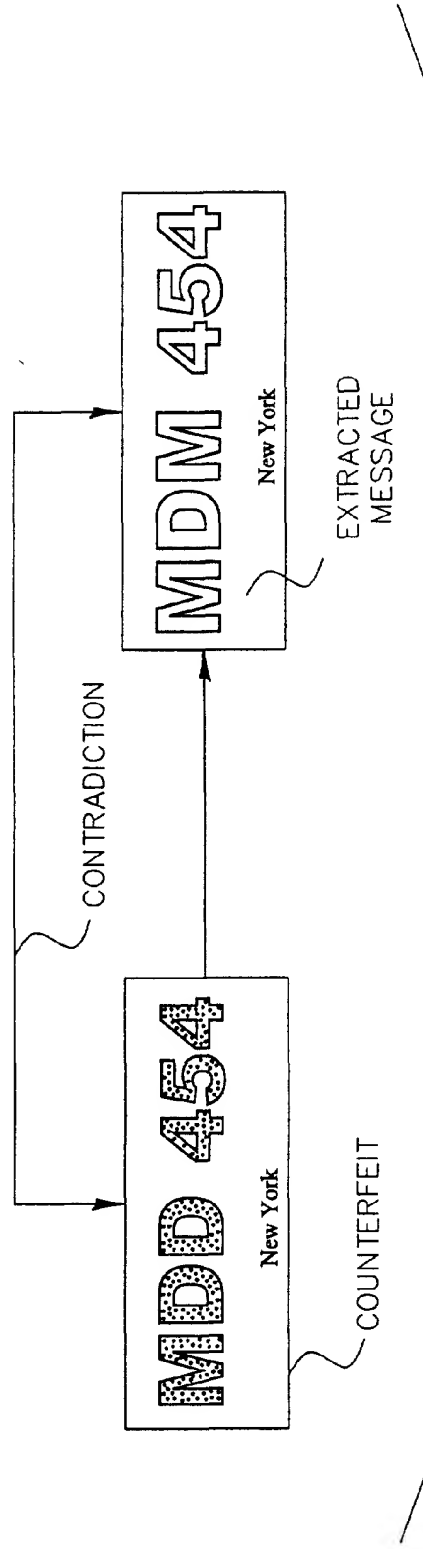 CONTRADICTION
MDD 454
New York
COUNTERFEIT
MDM 454
New York
EXTRACTED
MESSAGE